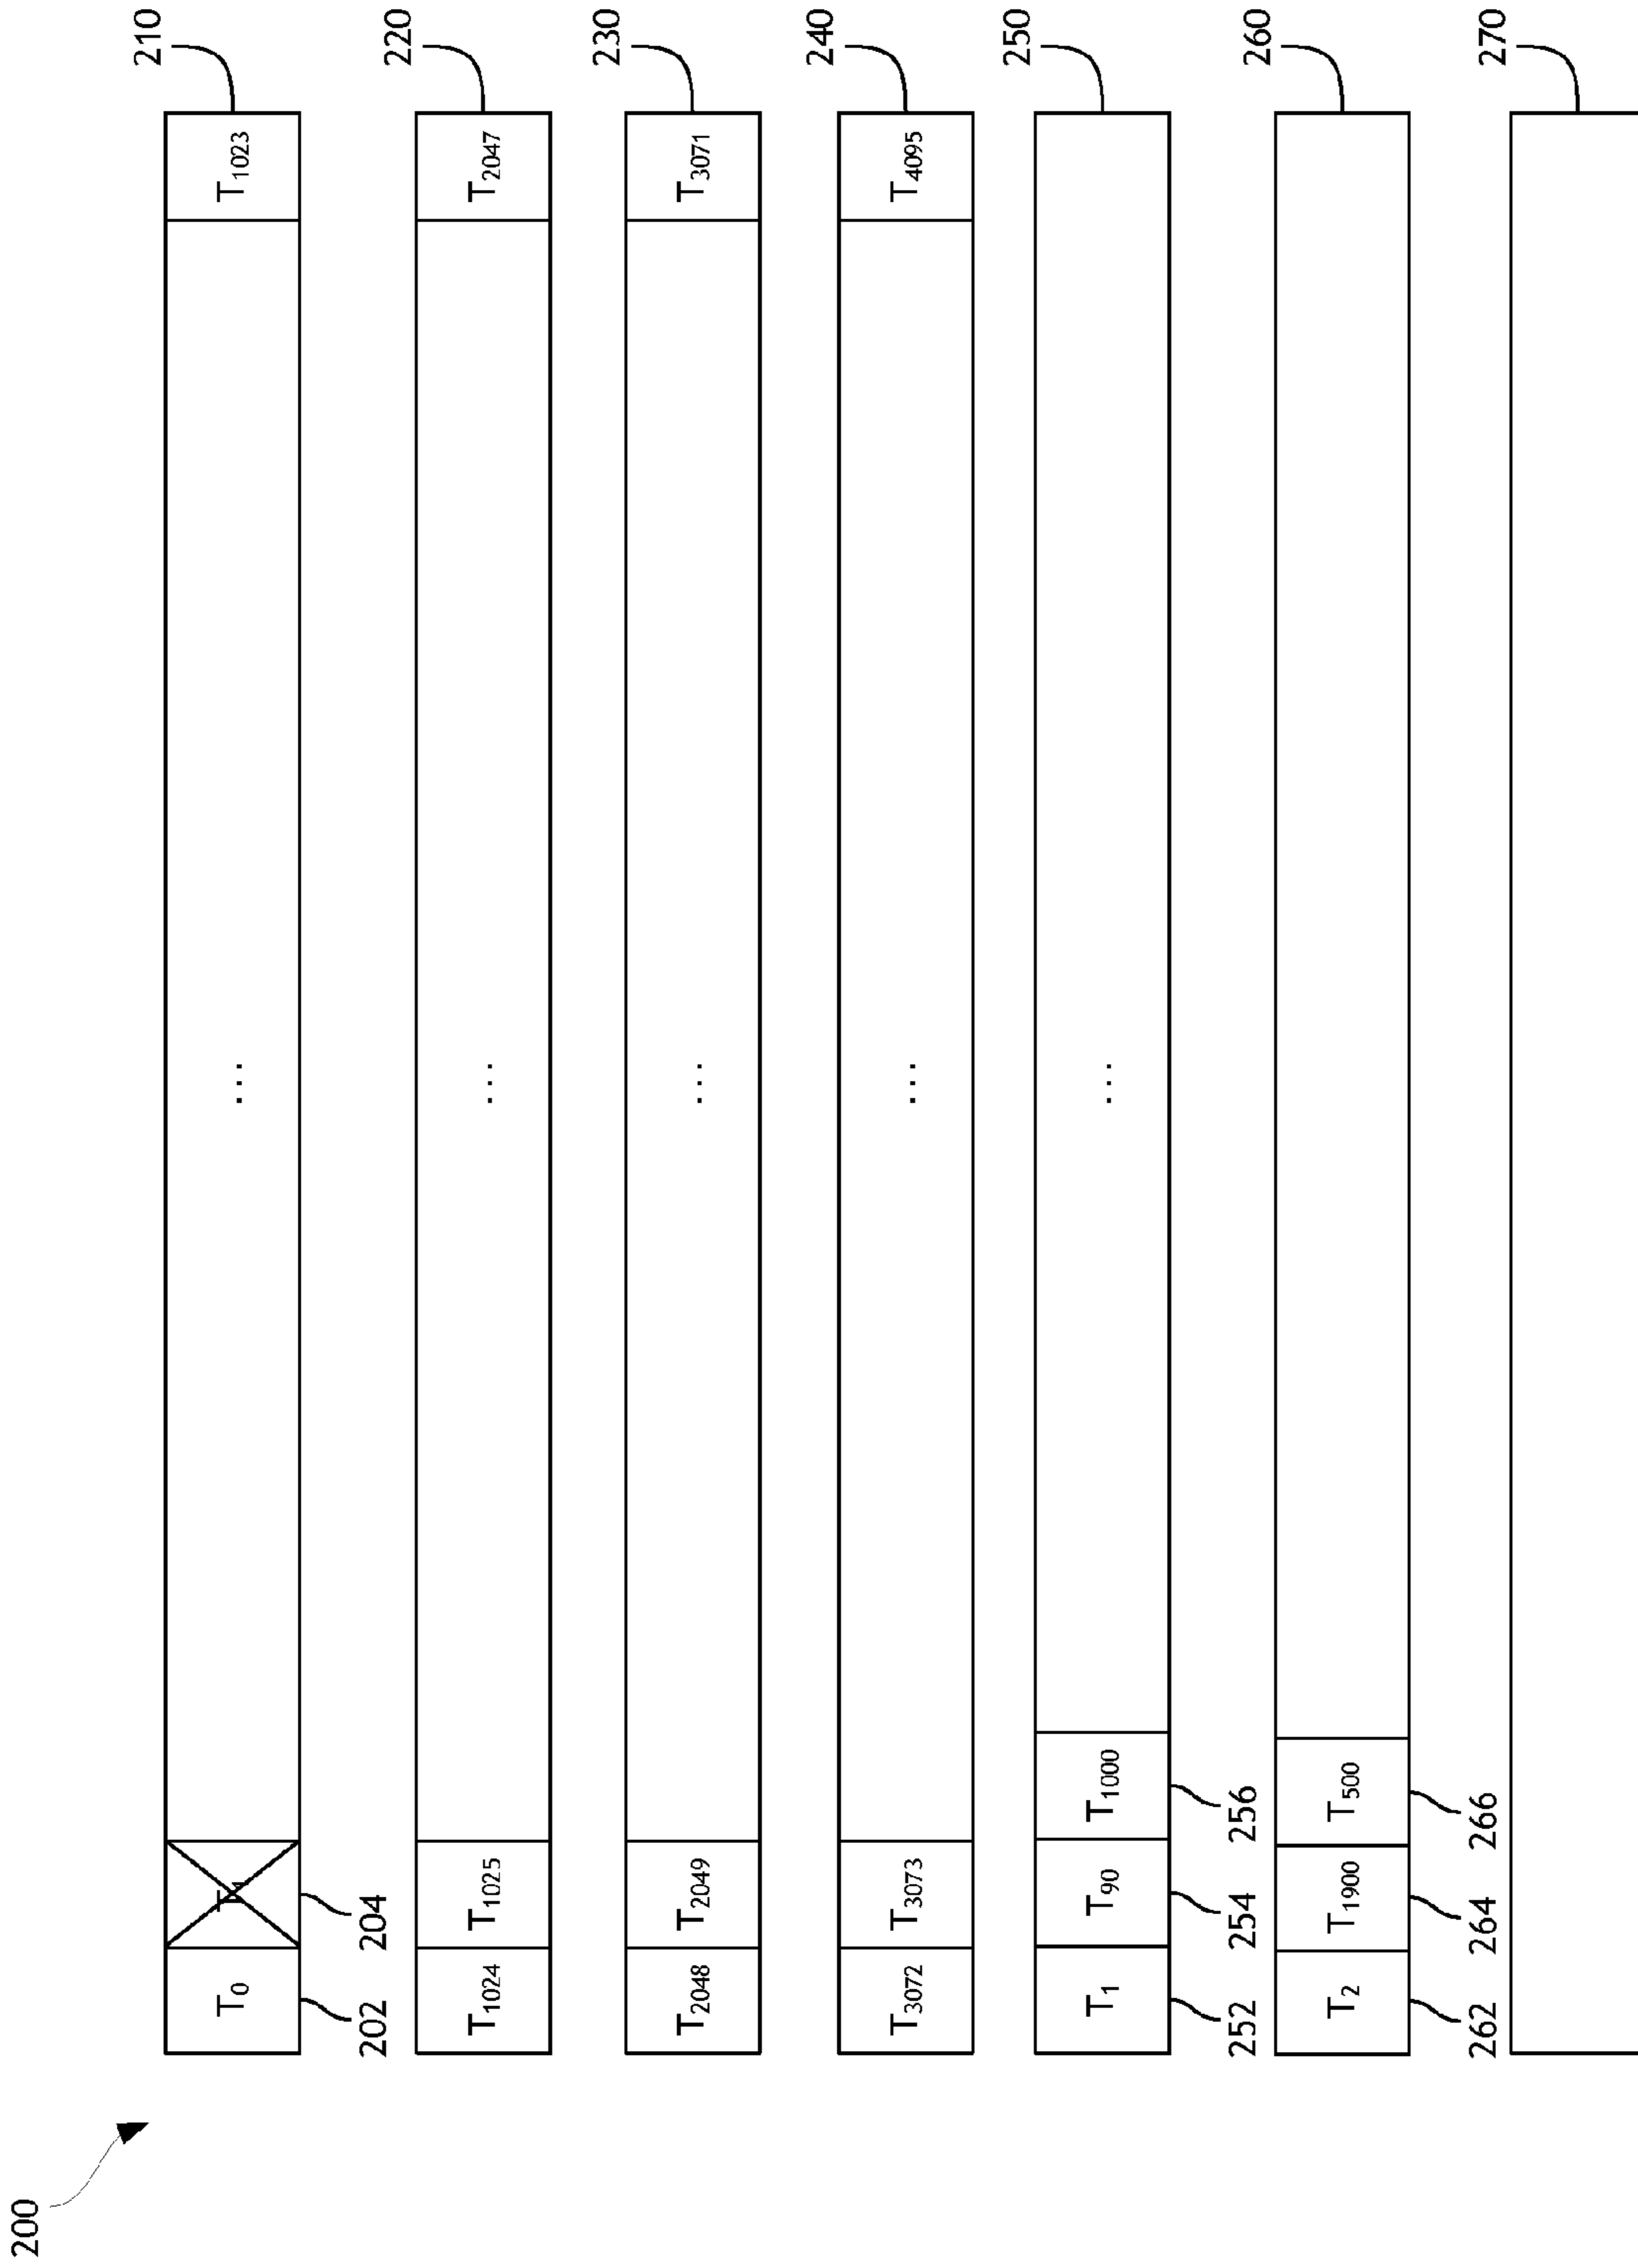 200
210
T₀ T₁ ... T₁₀₂₃
202 204
220
T₁₀₂₄ T₁₀₂₅ ... T₂₀₄₇
230
T₂₀₄₈ T₂₀₄₉ ... T₃₀₇₁
240
T₃₀₇₂ T₃₀₇₃ ... T₄₀₉₅
250
T₁ T₉₀ T₁₀₀₀ ...
252 254 256
260
T₂ T₁₉₀₀ T₅₀₀
262 264 266
270